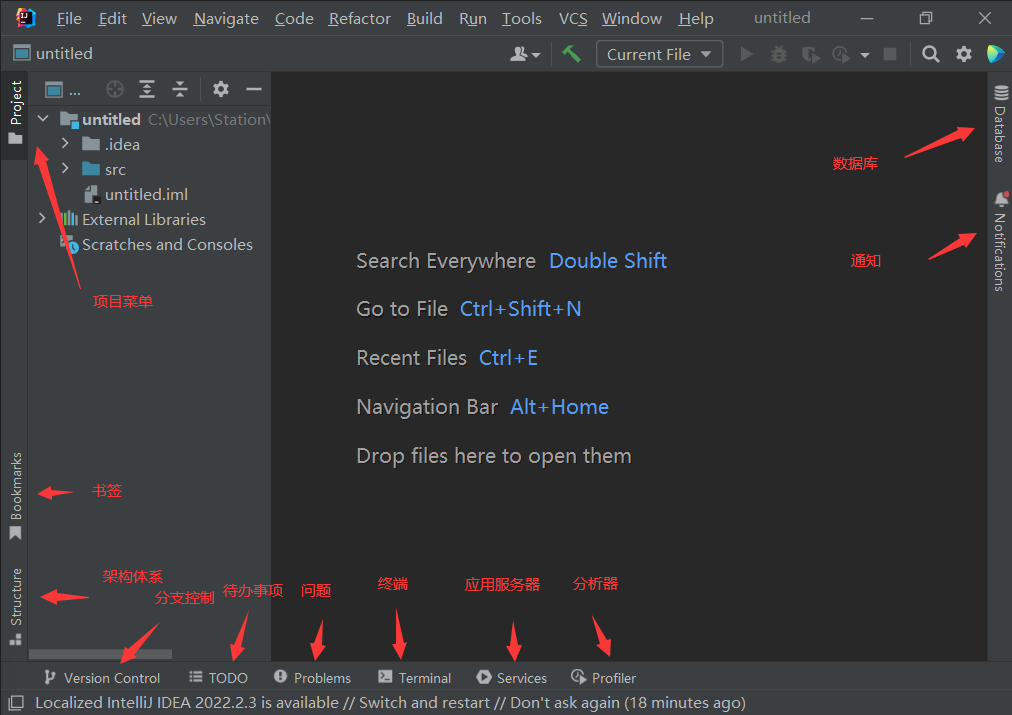 File Edit View Navigate Code Refactor Build Run Tools VCS Window Help untitled
untitled
Current File
Project
...
untitled C:\Users\Station\
.idea
src
untitled.iml
External Libraries
Scratches and Consoles
项目菜单
Database
数据库
Notifications
通知
Search Everywhere Double Shift
Go to File Ctrl+Shift+N
Recent Files Ctrl+E
Navigation Bar Alt+Home
Drop files here to open them
Bookmarks
书签
Structure
架构体系
分支控制
待办事项
问题
终端
应用服务器
分析器
Version Control TODO Problems Terminal Services Profiler
Localized IntelliJ IDEA 2022.2.3 is available // Switch and restart // Don't ask again (18 minutes ago)